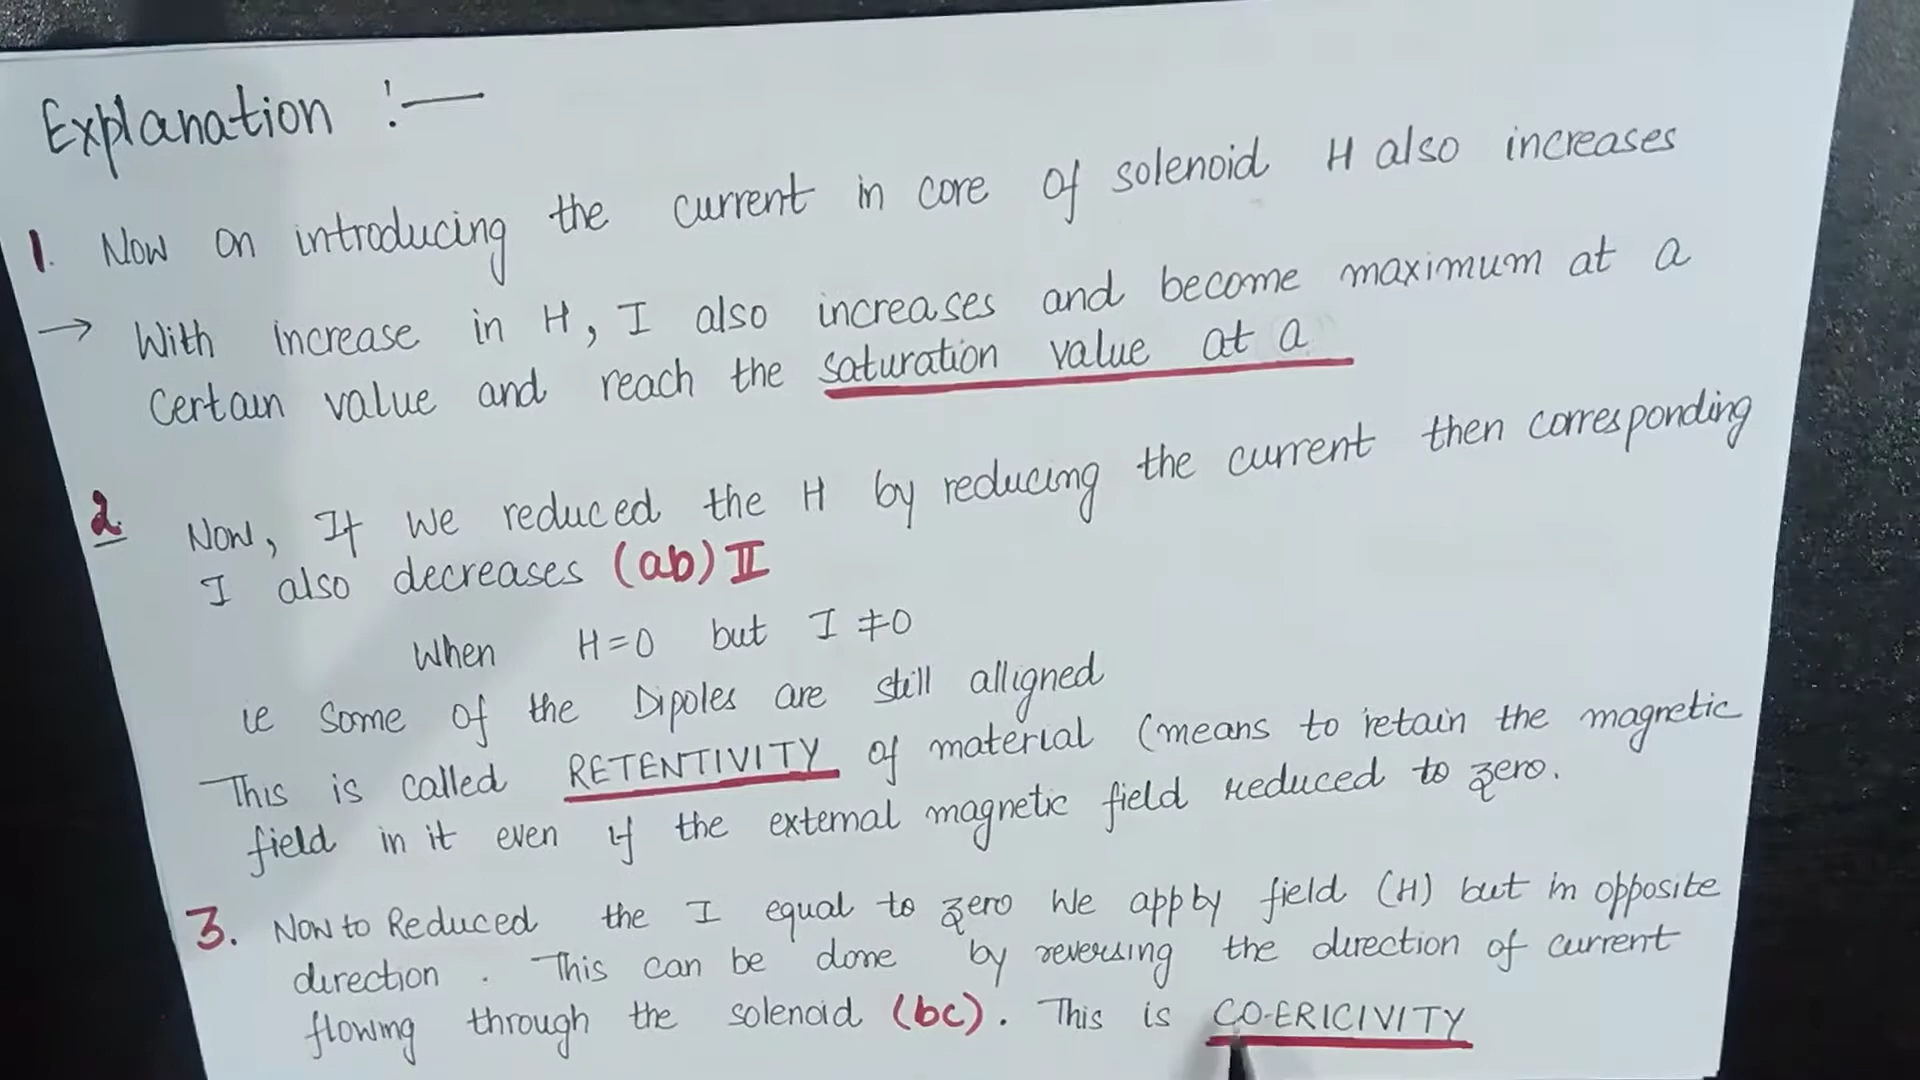 Explanation :—
1. Now on introducing the current in core of solenoid H also increases
→ With increase in H, I also increases and become maximum at a
certain value and reach the saturation value at a
2. Now, If we reduced the H by reducing the current then corresponding
I also decreases (ab) II
When H=0 but I ≠0
ie some of the Dipoles are still alligned
This is called RETENTIVITY of material (means to retain the magnetic
field in it even if the external magnetic field reduced to zero.
3. Now to Reduced the I equal to zero We appby field (H) but in opposite
direction. This can be done by reversing the direction of current
flowing through the solenoid (bc). This is CO-ERICIVITY